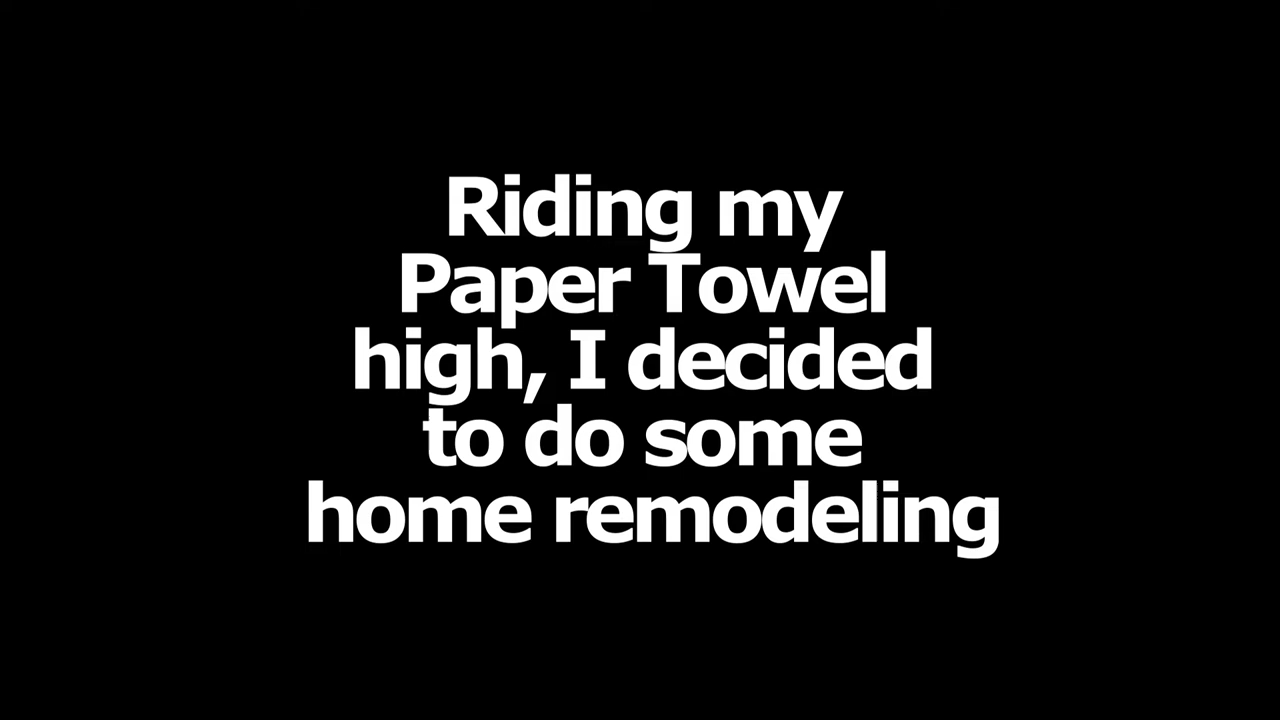 Riding my
Paper Towel
high, I decided
to do some
home remodeling